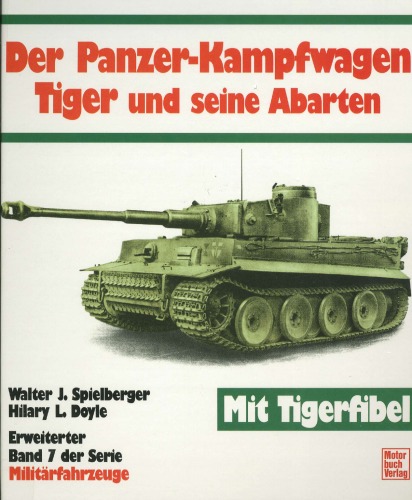 Der Panzer-Kampfwagen
Tiger und seine Abarten
Walter J. Spielberger
Hilary L. Doyle
Mit Tigerfibel
Erweiterter
Band 7 der Serie
Militärfahrzeuge
Motor
buch
Verlag